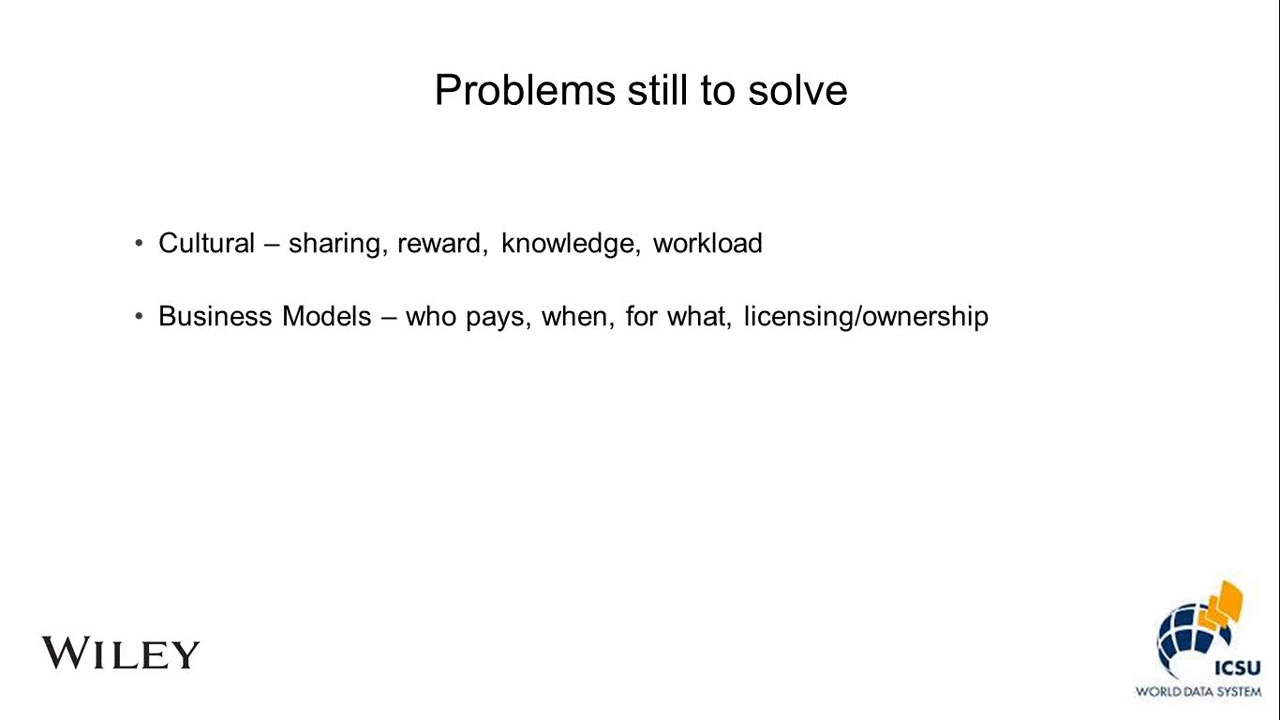 Problems still to solve
• Cultural – sharing, reward, knowledge, workload
• Business Models – who pays, when, for what, licensing/ownership
WILEY
ICSU
WORLD DATA SYSTEM